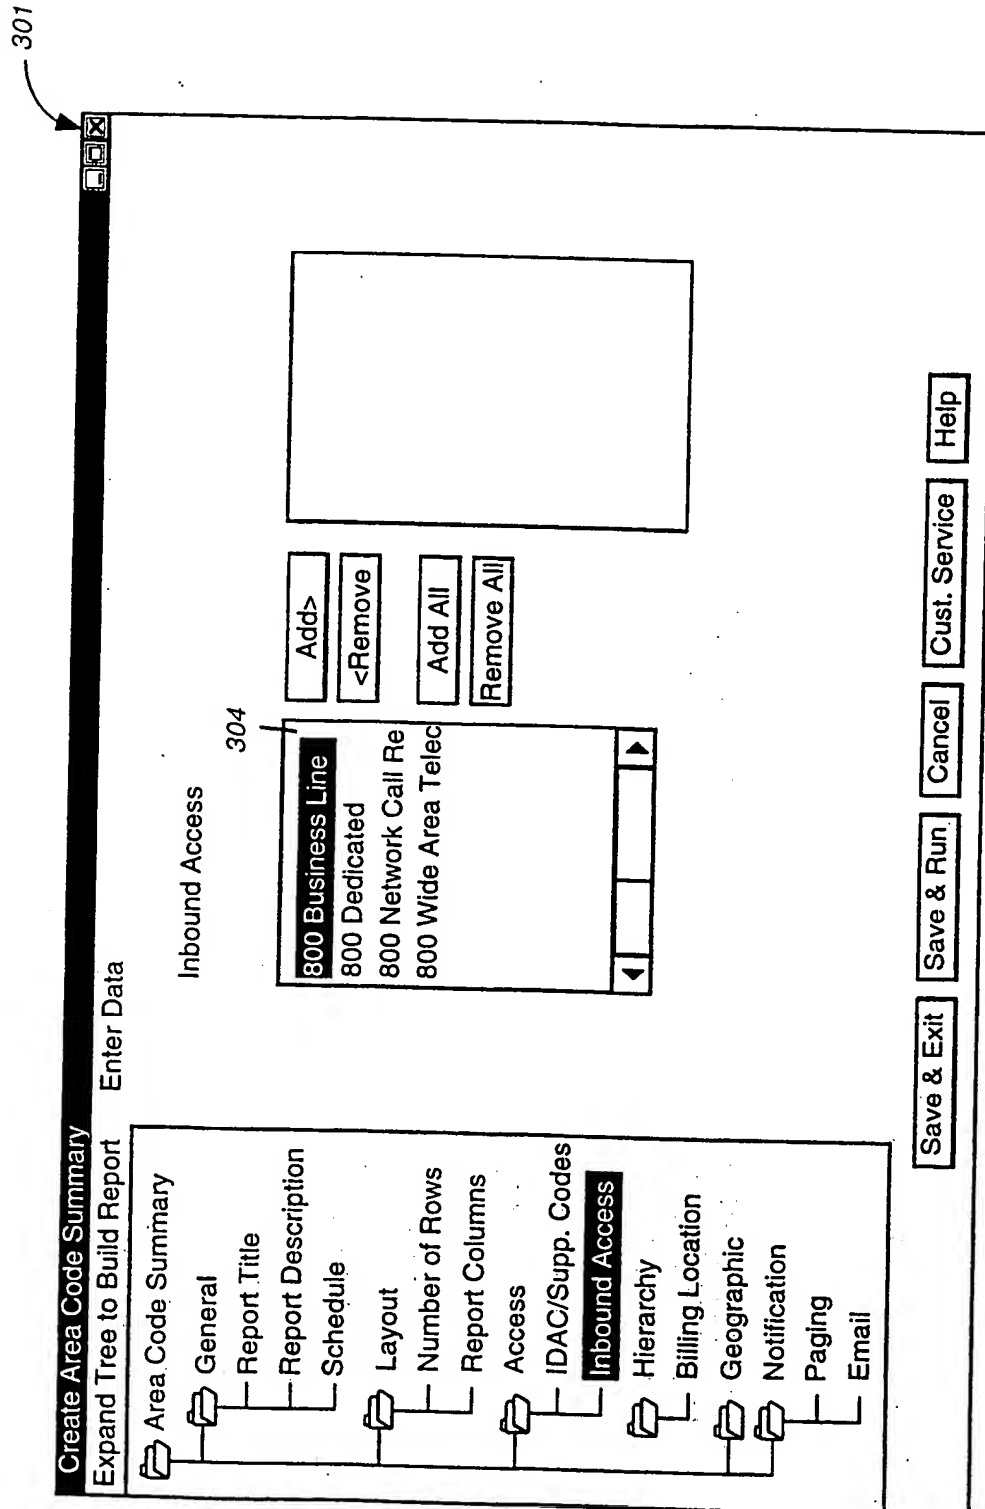 301
Create Area Code Summary
Expand Tree to Build Report
Enter Data
Area Code Summary
General
Report Title
Report Description
Schedule
Layout
Number of Rows
Report Columns
Access
IDAC/Supp. Codes
Inbound Access
Hierarchy
Billing Location
Geographic
Notification
Paging
Email
Inbound Access
304
800 Business Line
800 Dedicated
800 Network Call Re
800 Wide Area Telec
Add>
<Remove
Add All
Remove All
Save & Exit
Save & Run
Cancel
Cust. Service
Help